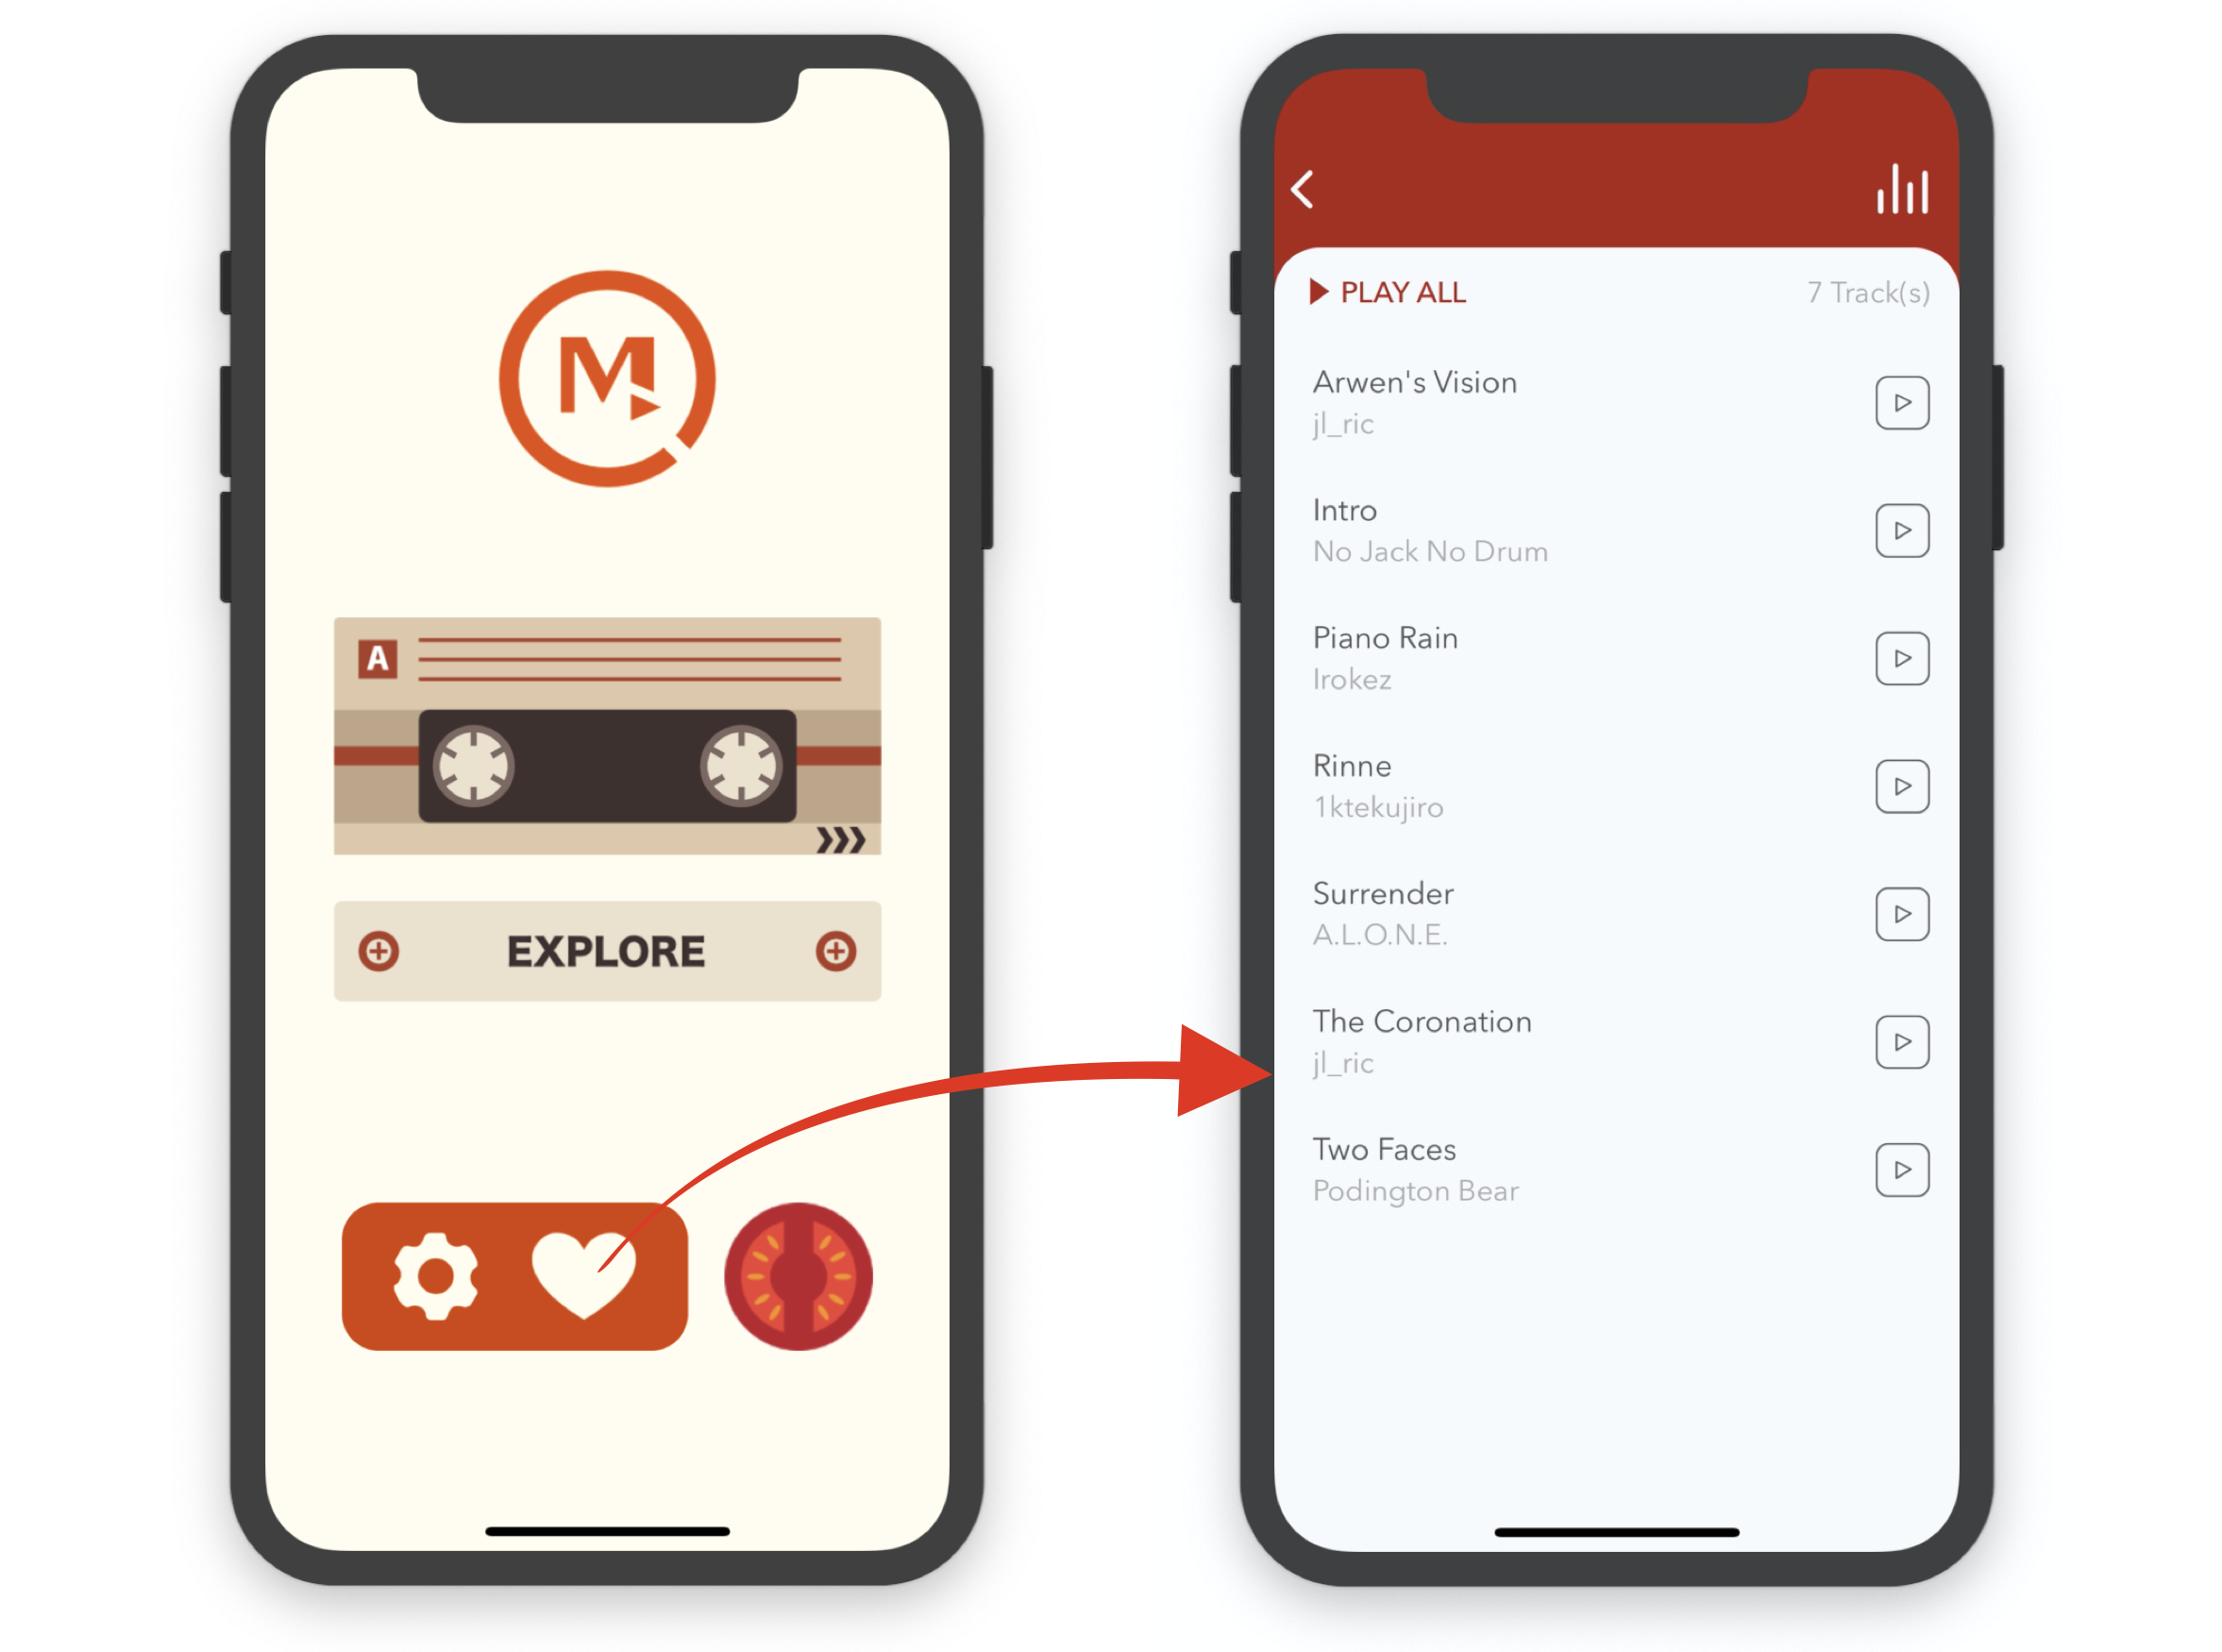 M
A
EXPLORE
PLAY ALL
7 Track(s)
Arwen's Vision
jl_ric
Intro
No Jack No Drum
Piano Rain
Irokez
Rinne
1ktekujiro
Surrender
A.L.O.N.E.
The Coronation
jl_ric
Two Faces
Podington Bear